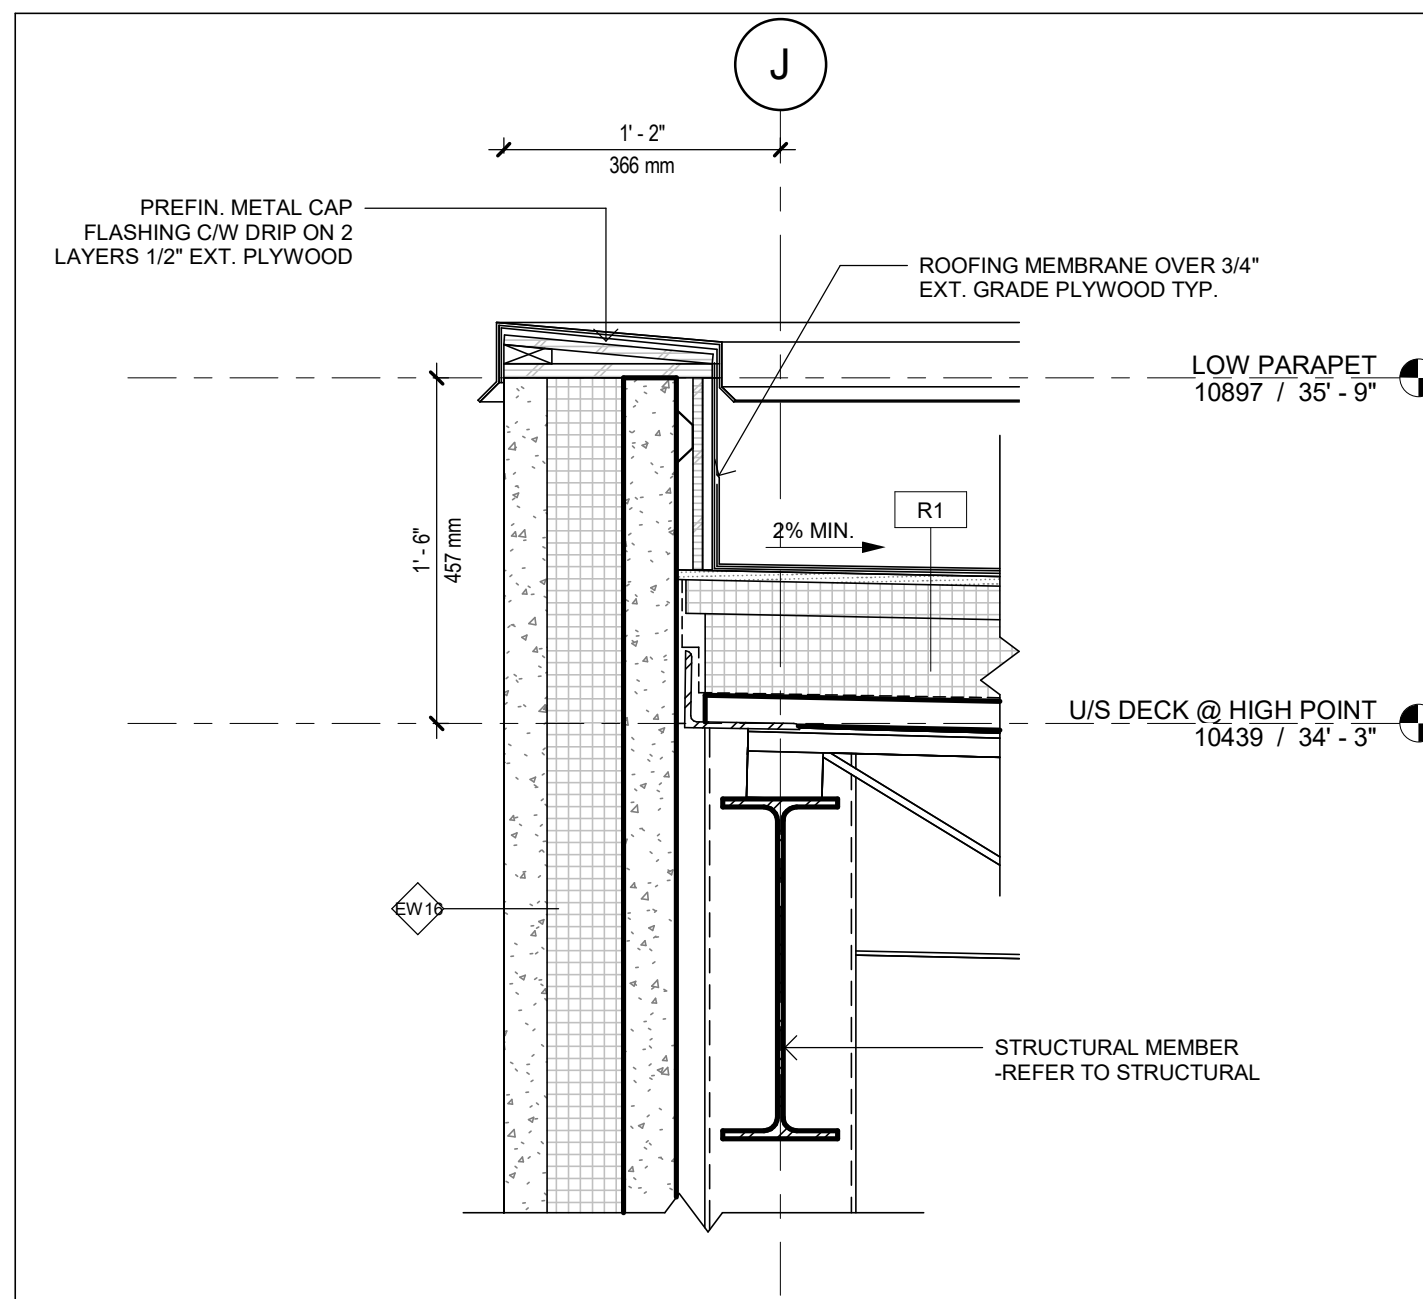 J
1' - 2"
366 mm
PREFIN. METAL CAP
FLASHING C/W DRIP ON 2
LAYERS 1/2" EXT. PLYWOOD
ROOFING MEMBRANE OVER 3/4"
EXT. GRADE PLYWOOD TYP.
LOW PARAPET
10897 / 35' - 9"
1' - 6"
457 mm
2% MIN.
R1
U/S DECK @ HIGH POINT
10439 / 34' - 3"
EW16
STRUCTURAL MEMBER
-REFER TO STRUCTURAL